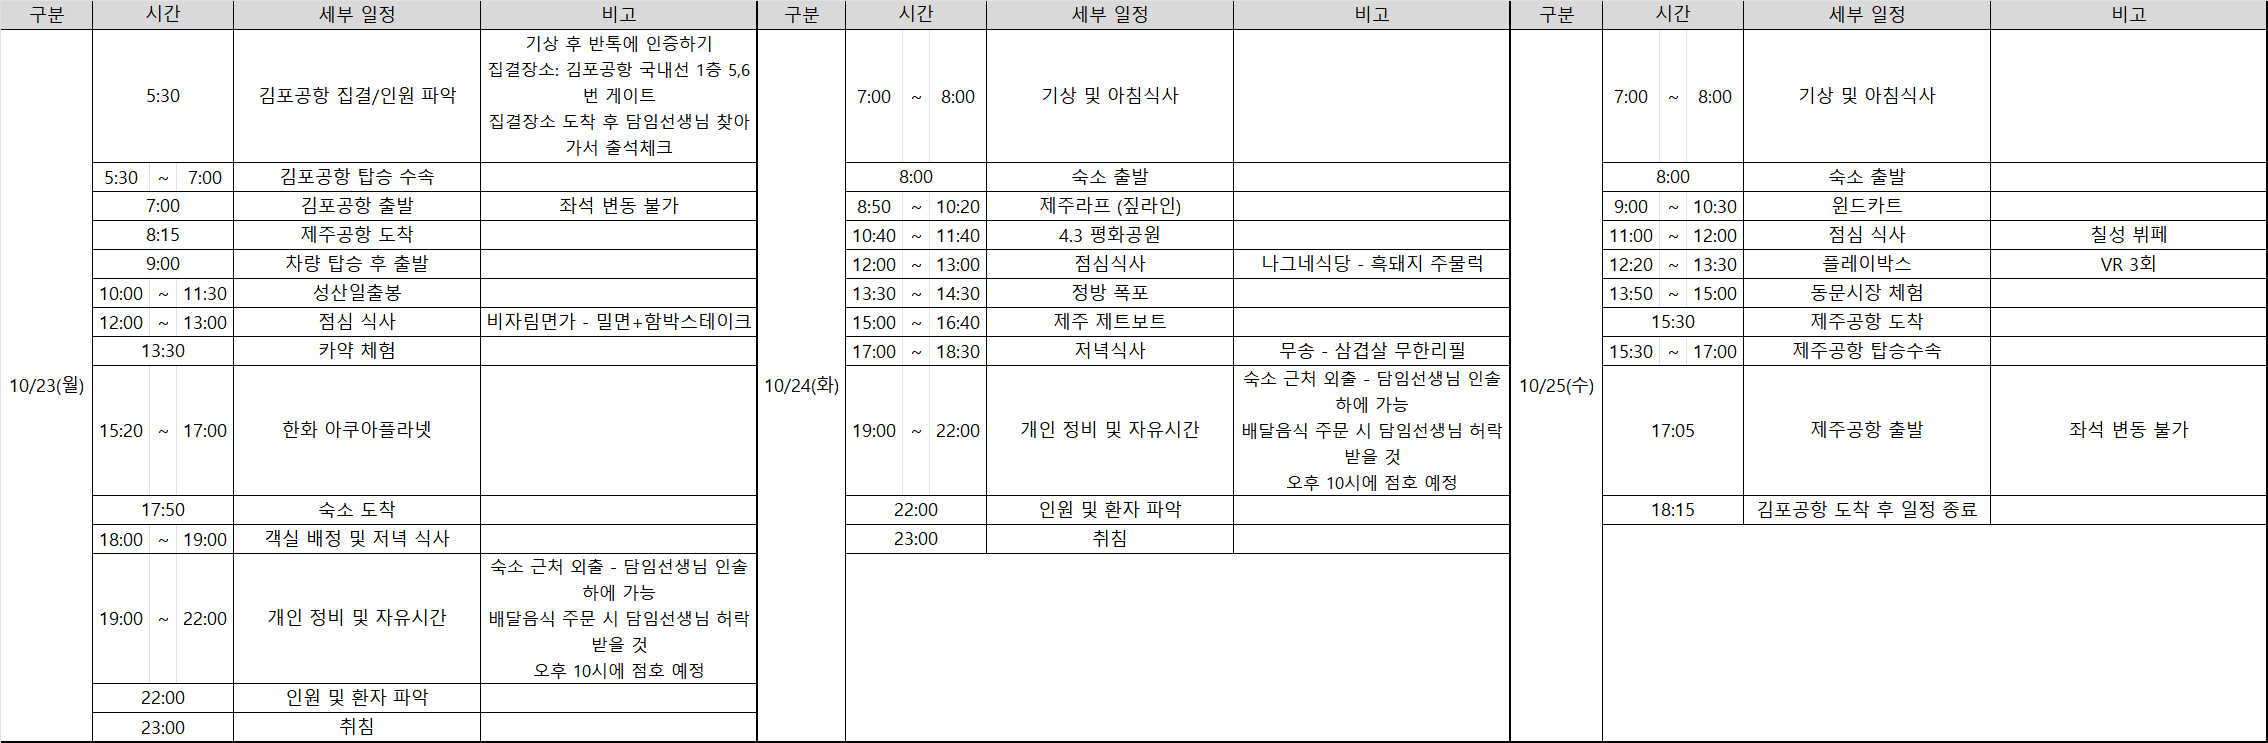 구분 시간 세부 일정 비고
10/23(월)
5:30 김포공항 집결/인원 파악
기상 후 반톡에 인증하기
집결장소: 김포공항 국내선 1층 5,6
번 게이트
집결장소 도착 후 담임선생님 찾아
가서 출석체크
5:30 ~ 7:00 김포공항 탑승 수속
7:00 김포공항 출발 좌석 변동 불가
8:15 제주공항 도착
9:00 차량 탑승 후 출발
10:00 ~ 11:30 성산일출봉
12:00 ~ 13:00 점심 식사 비자림면가 - 밀면+함박스테이크
13:30 카약 체험
15:20 ~ 17:00 한화 아쿠아플라넷
17:50 숙소 도착
18:00 ~ 19:00 객실 배정 및 저녁 식사
19:00 ~ 22:00 개인 정비 및 자유시간
숙소 근처 외출 - 담임선생님 인솔
하에 가능
배달음식 주문 시 담임선생님 허락
받을 것
오후 10시에 점호 예정
22:00 인원 및 환자 파악
23:00 취침
구분 시간 세부 일정 비고
10/24(화)
7:00 ~ 8:00 기상 및 아침식사
8:00 숙소 출발
8:50 ~ 10:20 제주라프 (짚라인)
10:40 ~ 11:40 4.3 평화공원
12:00 ~ 13:00 점심식사 나그네식당 - 흑돼지 주물럭
13:30 ~ 14:30 정방 폭포
15:00 ~ 16:40 제주 제트보트
17:00 ~ 18:30 저녁식사 무송 - 삼겹살 무한리필
19:00 ~ 22:00 개인 정비 및 자유시간
숙소 근처 외출 - 담임선생님 인솔
하에 가능
배달음식 주문 시 담임선생님 허락
받을 것
오후 10시에 점호 예정
22:00 인원 및 환자 파악
23:00 취침
구분 시간 세부 일정 비고
10/25(수)
7:00 ~ 8:00 기상 및 아침식사
8:00 숙소 출발
9:00 ~ 10:30 윈드카트
11:00 ~ 12:00 점심 식사 칠성 뷔페
12:20 ~ 13:30 플레이박스 VR 3회
13:50 ~ 15:00 동문시장 체험
15:30 제주공항 도착
15:30 ~ 17:00 제주공항 탑승수속
17:05 제주공항 출발 좌석 변동 불가
18:15 김포공항 도착 후 일정 종료